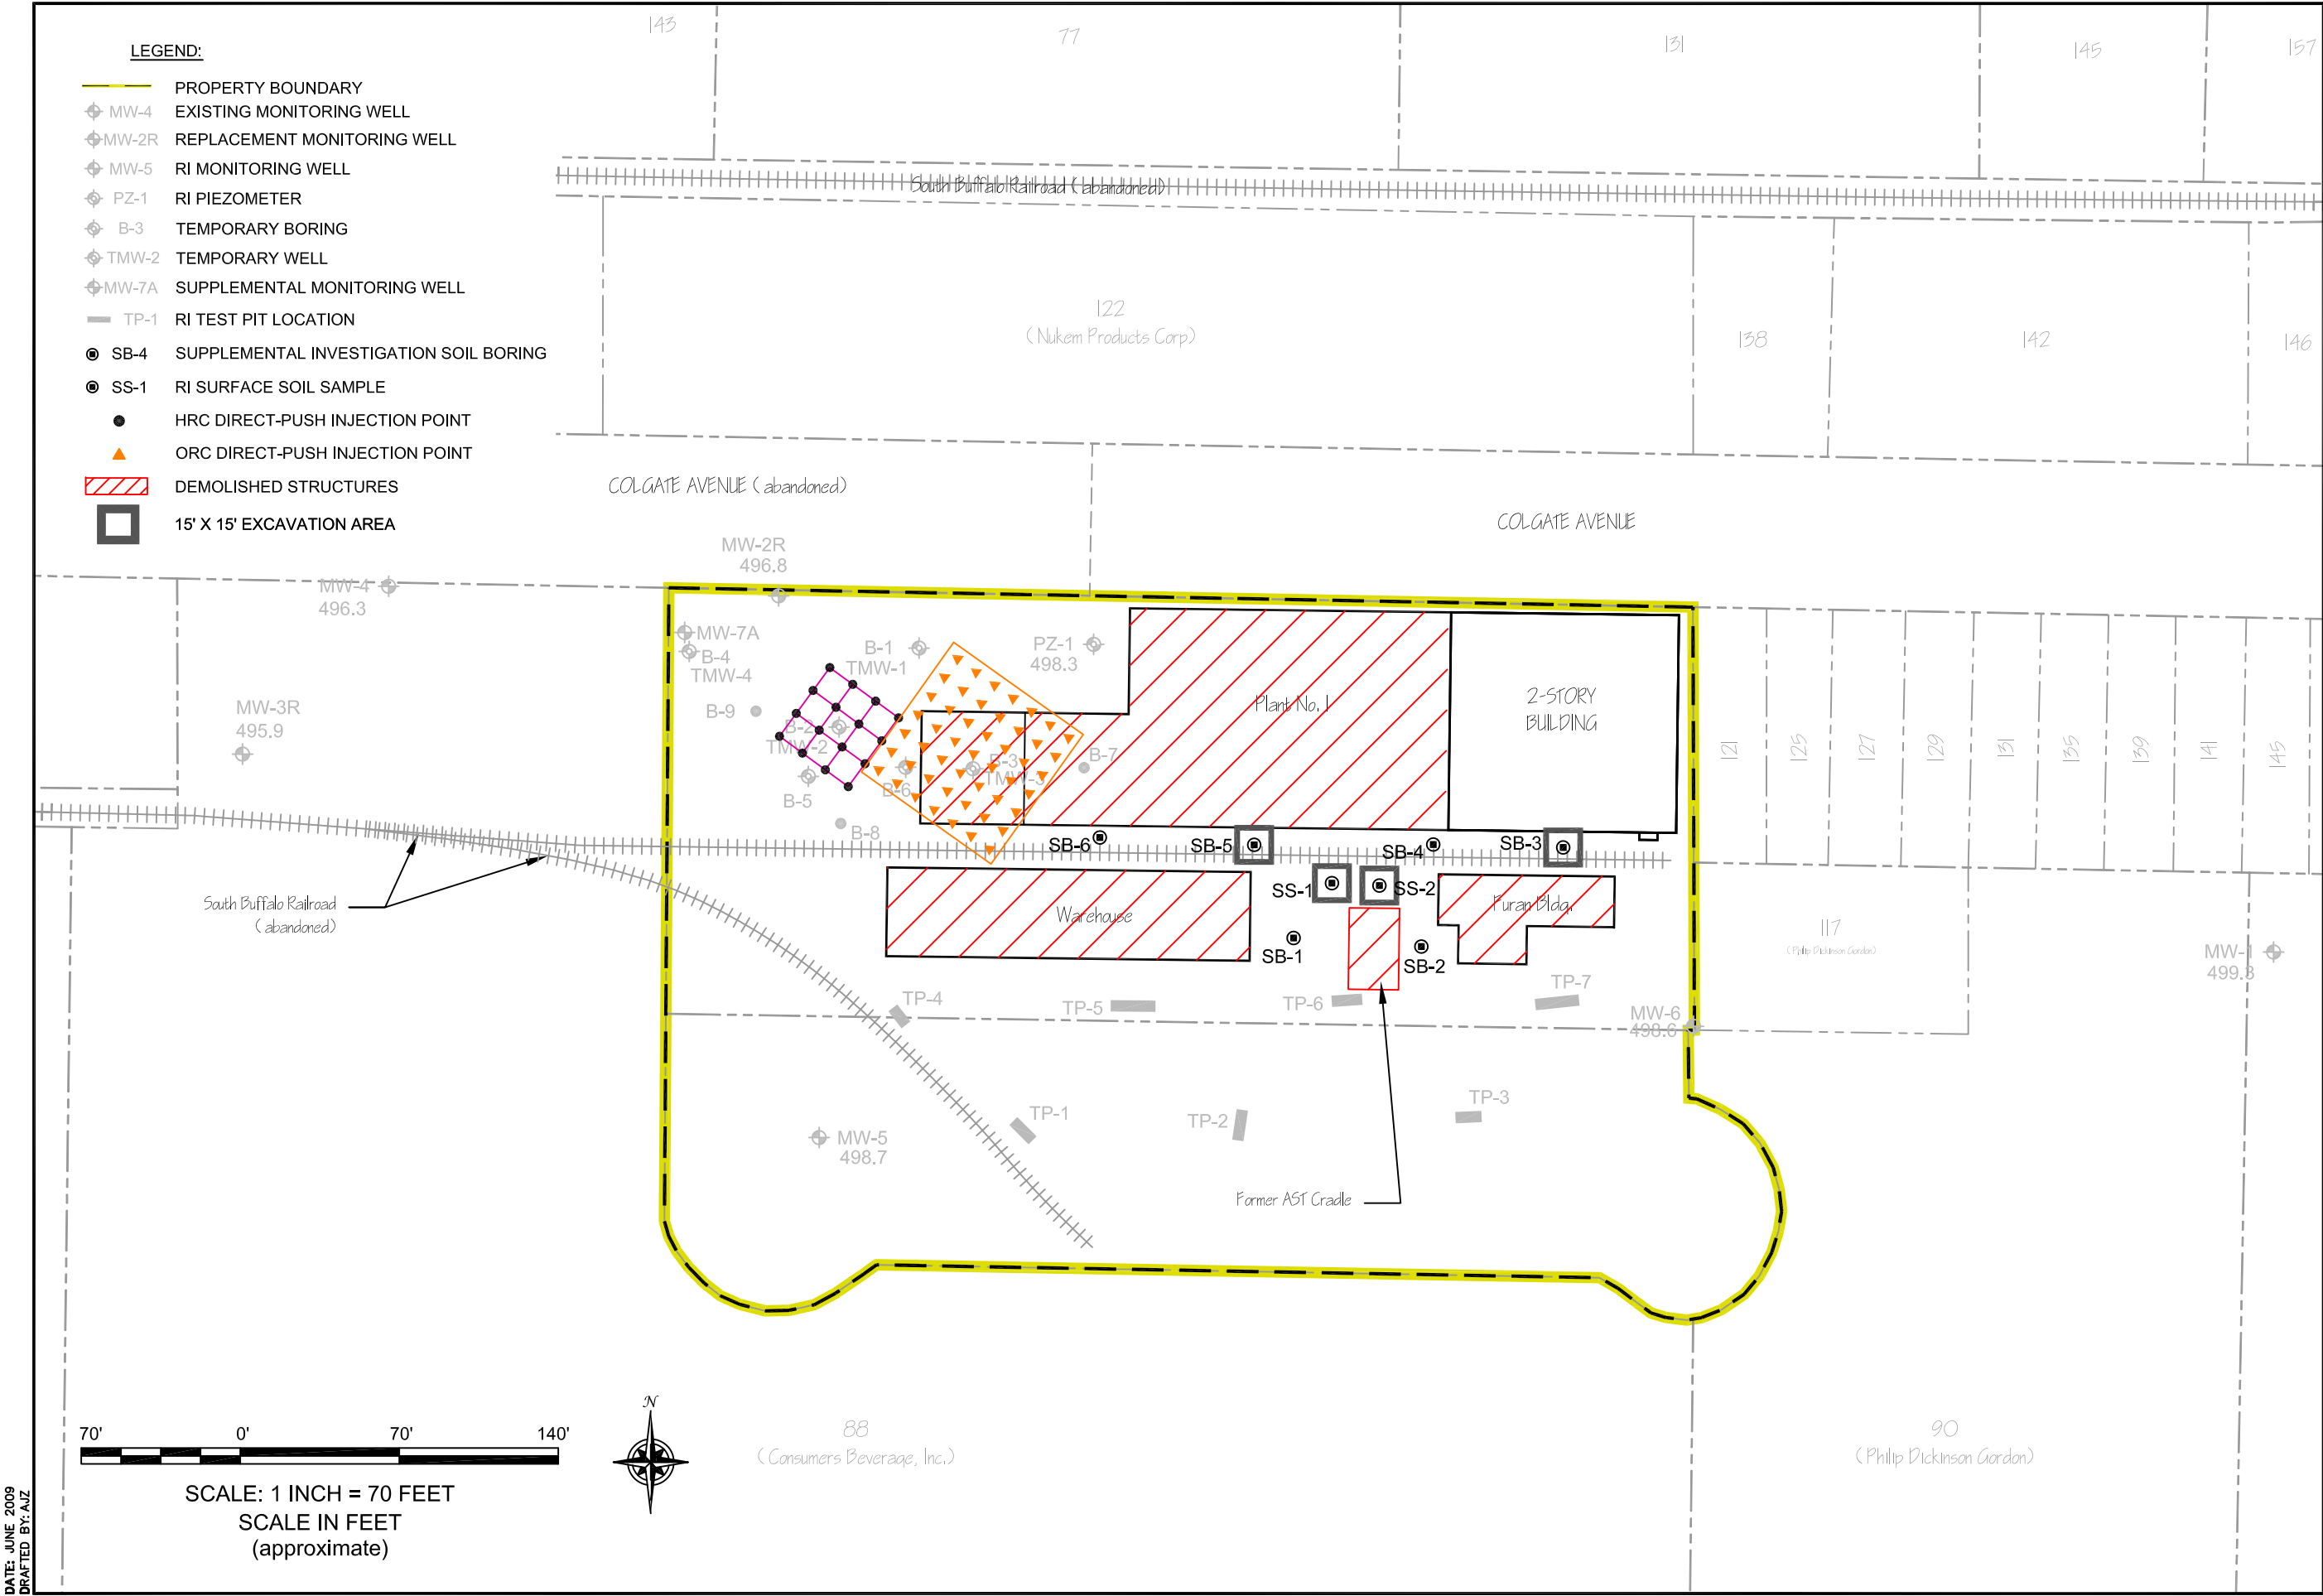 143
77
131
145
157
LEGEND:
PROPERTY BOUNDARY
MW-4 EXISTING MONITORING WELL
MW-2R REPLACEMENT MONITORING WELL
MW-5 RI MONITORING WELL
PZ-1 RI PIEZOMETER
B-3 TEMPORARY BORING
TMW-2 TEMPORARY WELL
MW-7A SUPPLEMENTAL MONITORING WELL
TP-1 RI TEST PIT LOCATION
SB-4 SUPPLEMENTAL INVESTIGATION SOIL BORING
SS-1 RI SURFACE SOIL SAMPLE
HRC DIRECT-PUSH INJECTION POINT
ORC DIRECT-PUSH INJECTION POINT
DEMOLISHED STRUCTURES
15' X 15' EXCAVATION AREA
South Buffalo Railroad (abandoned)
122
(Nukem Products Corp)
138
142
146
COLGATE AVENUE (abandoned)
COLGATE AVENUE
MW-2R
496.8
MW-4
496.3
MW-3R
495.9
MW-7A
B-4
TMW-4
B-9
B-1
TMW-1
PZ-1
498.3
B-2
TMW-2
B-3
TMW-3
B-5
B-6
B-7
B-8
Plant No. 1
2-STORY
BUILDING
121
125
127
129
131
135
139
141
145
SB-6
SB-5
SB-4
SB-3
SS-1
SS-2
South Buffalo Railroad
(abandoned)
Warehouse
Furan Bldg.
SB-1
SB-2
117
(Philip Dickinson Gordon)
MW-1
499.3
TP-4
TP-5
TP-6
TP-7
MW-6
498.6
TP-1
TP-2
TP-3
MW-5
498.7
Former AST Cradle
N
88
(Consumers Beverage, Inc.)
90
(Philip Dickinson Gordon)
70' 0' 70' 140'
SCALE: 1 INCH = 70 FEET
SCALE IN FEET
(approximate)
DATE: JUNE 2009
DRAFTED BY: AJZ